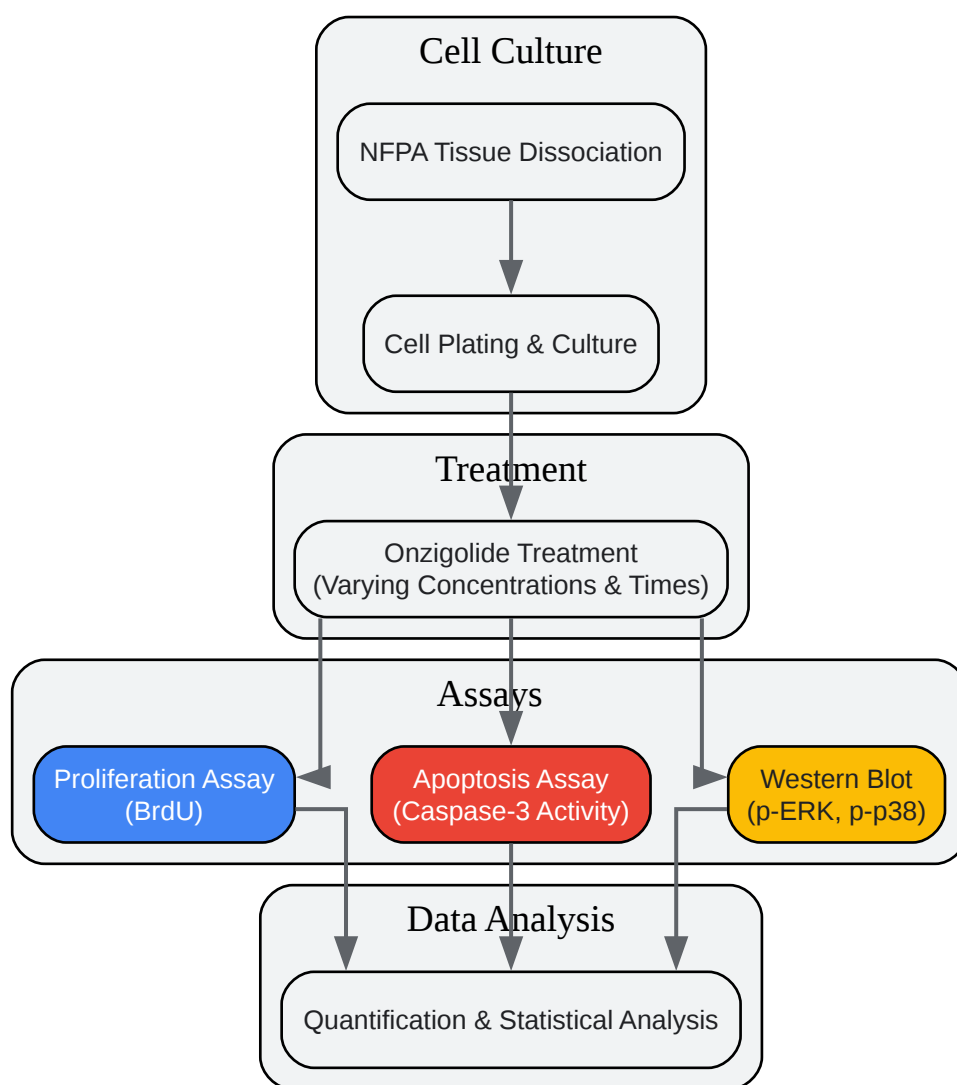 Cell Culture
NFPA Tissue Dissociation
Cell Plating & Culture
Treatment
Onzigolide Treatment
(Varying Concentrations & Times)
Assays
Proliferation Assay
(BrdU)
Apoptosis Assay
(Caspase-3 Activity)
Western Blot
(p-ERK, p-p38)
Data Analysis
Quantification & Statistical Analysis